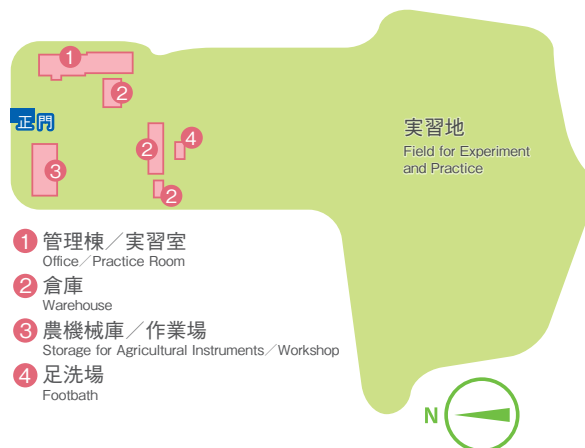 1
2
正門
2
4
3
2
実習地
Field for Experiment
and Practice
1 管理棟／実習室
Office／Practice Room
2 倉庫
Warehouse
3 農機械庫／作業場
Storage for Agricultural Instruments／Workshop
4 足洗場
Footbath
N